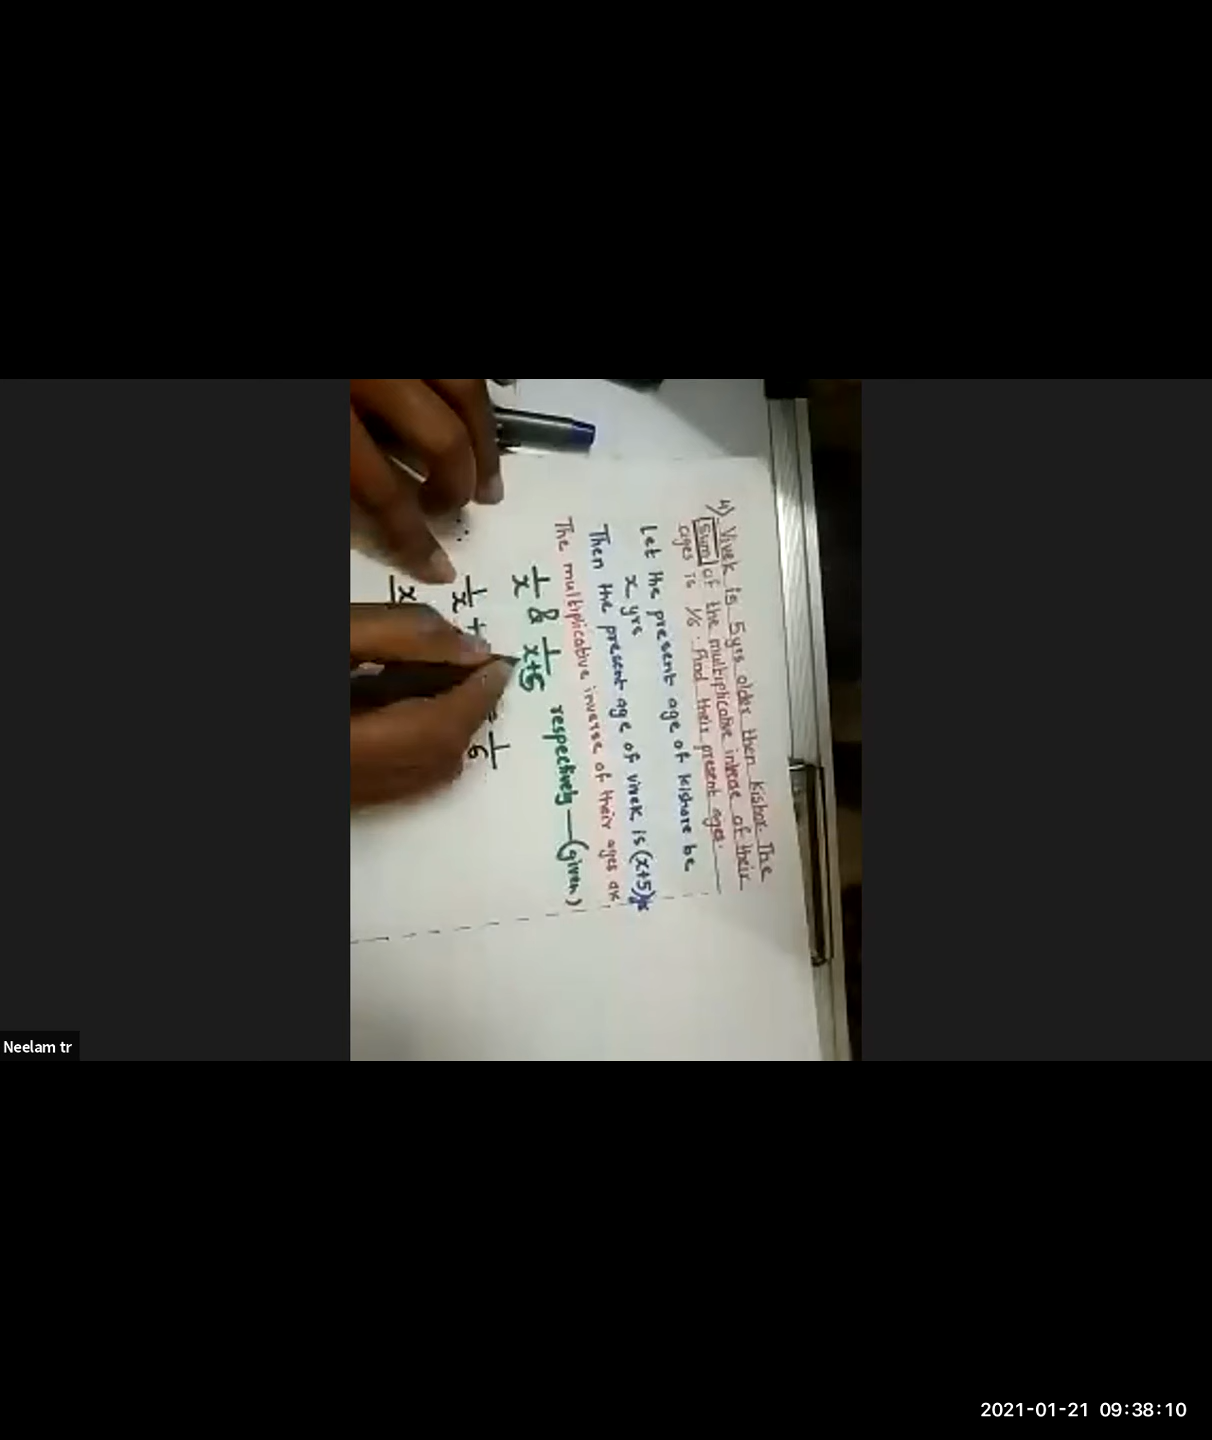 4) Vivek is 5yrs older then Kishor. The
sum of the multiplicative inverse of their
ages is 1/6. Find their present ages.
Let the present age of kishore be
x yrs
Then the present age of vivek is (x+5)yrs
The multiplicative inverse of their ages are
1/x & 1/x+5 respectively — (given)
∴ 1/x + = 1/6
x
Neelam tr
2021-01-21 09:38:10